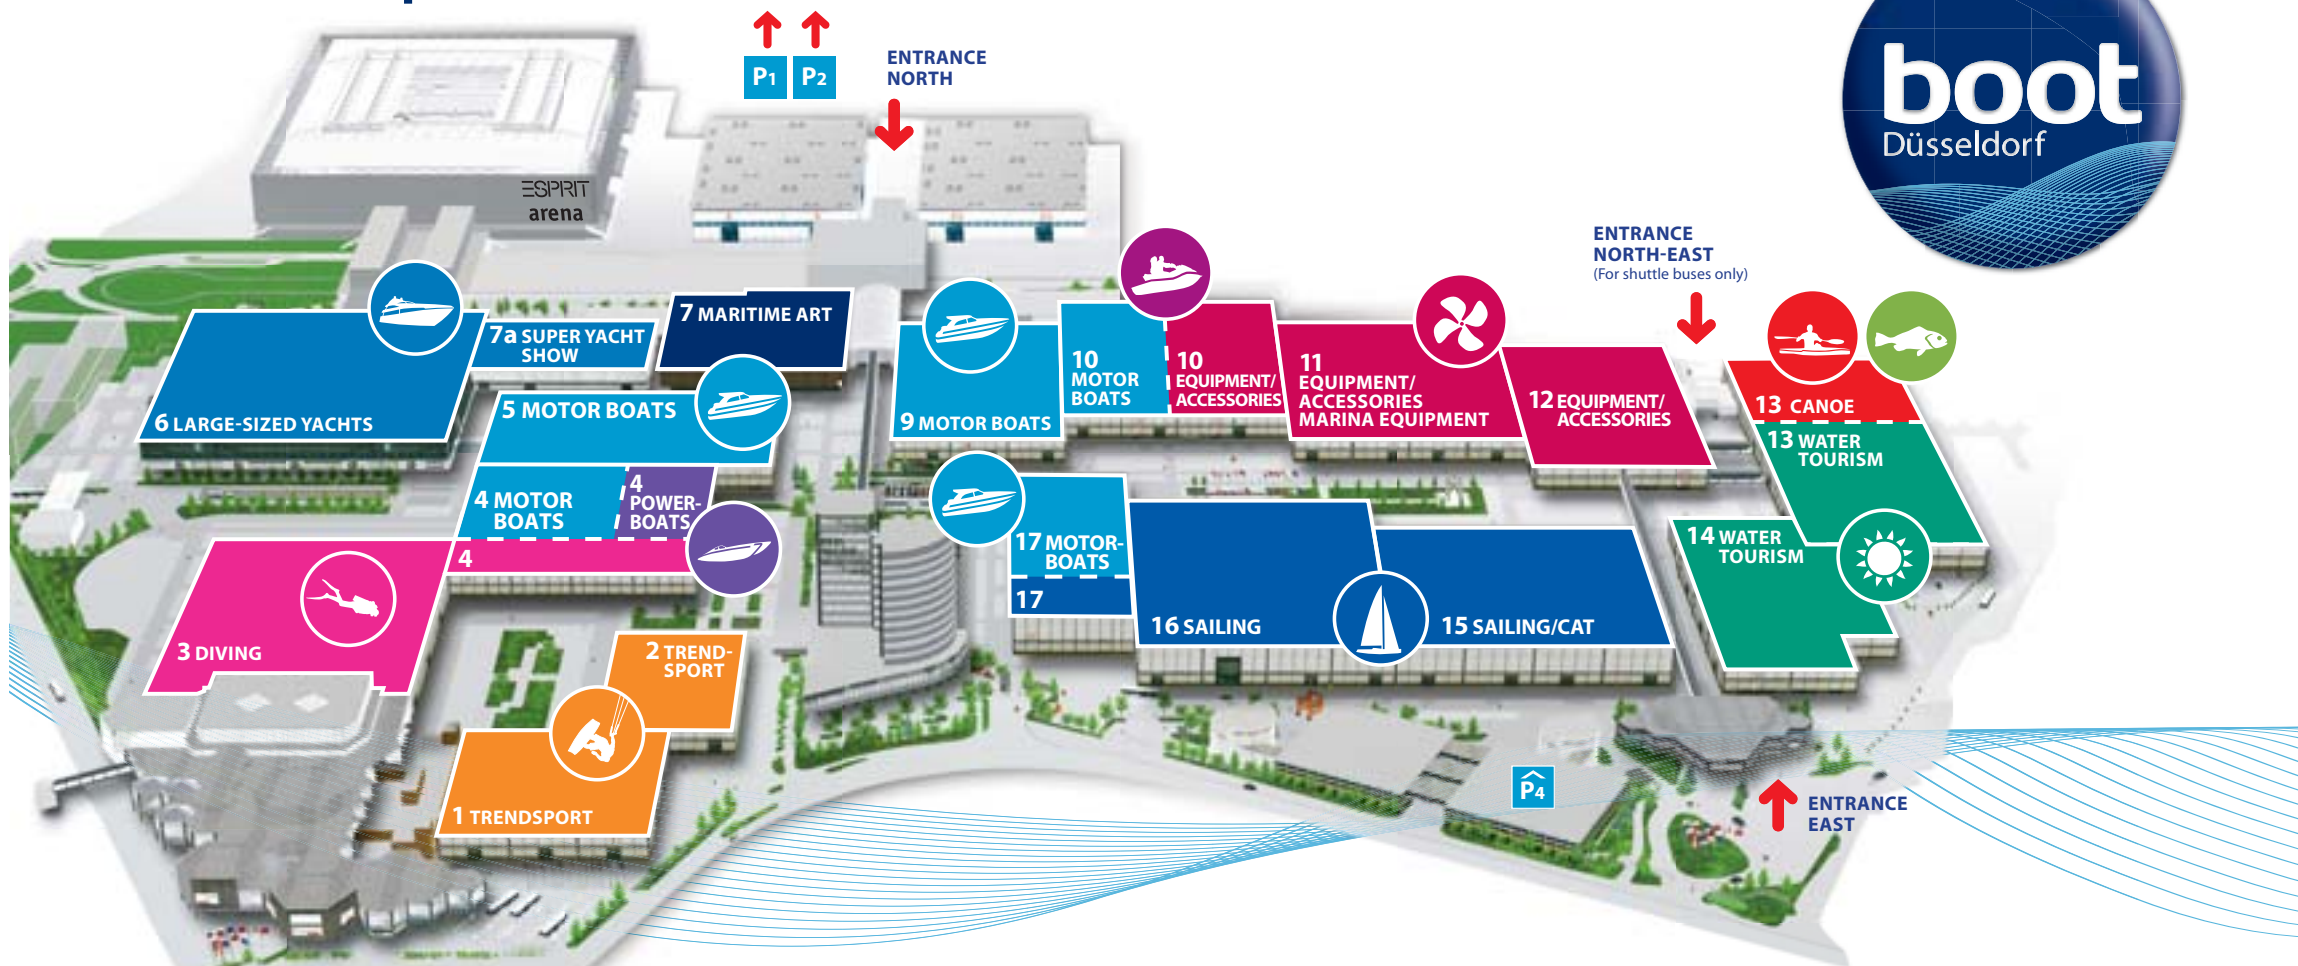 P1 P2
ENTRANCE
NORTH
boot
Düsseldorf
ESPRIT
arena
ENTRANCE
NORTH-EAST
(For shuttle buses only)
7 MARITIME ART
7a SUPER YACHT
SHOW
6 LARGE-SIZED YACHTS
5 MOTOR BOATS
4 MOTOR
BOATS
4
POWER-
BOATS
4
3 DIVING
2 TREND-
SPORT
1 TRENDSPORT
9 MOTOR BOATS
10
MOTOR
BOATS
10
EQUIPMENT/
ACCESSORIES
11
EQUIPMENT/
ACCESSORIES
MARINA EQUIPMENT
12 EQUIPMENT/
ACCESSORIES
13 CANOE
13 WATER
TOURISM
14 WATER
TOURISM
17 MOTOR-
BOATS
17
16 SAILING
15 SAILING/CAT
P4
ENTRANCE
EAST